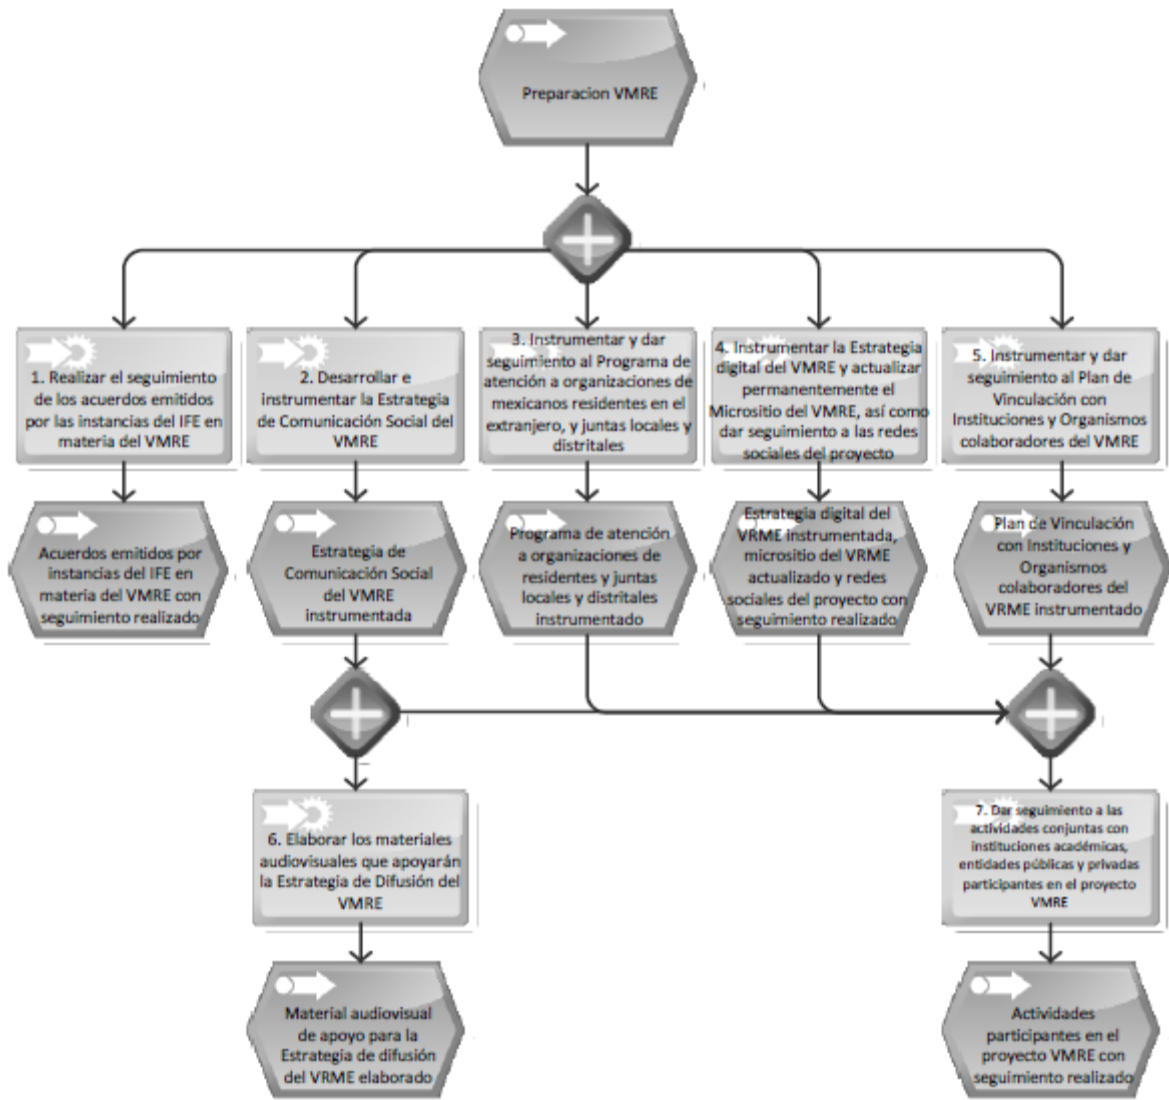 Preparacion VMRE
1. Realizar el seguimiento
de los acuerdos emitidos
por las instancias del IFE en
materia del VMRE
2. Desarrollar e
instrumentar la Estrategia
de Comunicación Social del
VMRE
3. Instrumentar y dar
seguimiento al Programa de
atención a organizaciones de
mexicanos residentes en el
extranjero, y juntas locales y
distritales
4. Instrumentar la Estrategia
digital del VMRE y actualizar
permanentemente el
Micrositio del VMRE, así como
dar seguimiento a las redes
sociales del proyecto
5. Instrumentar y dar
seguimiento al Plan de
Vinculación con
Instituciones y Organismos
colaboradores del VMRE
Acuerdos emitidos por
instancias del IFE en
materia del VMRE con
seguimiento realizado
Estrategia de
Comunicación Social
del VMRE
instrumentada
Programa de atención
a organizaciones de
residentes y juntas
locales y distritales
instrumentado
Estrategia digital del
VRME instrumentada,
micrositio del VRME
actualizado y redes
sociales del proyecto con
seguimiento realizado
Plan de Vinculación
con Instituciones y
Organismos
colaboradores del
VRME instrumentado
6. Elaborar los materiales
audiovisuales que apoyarán
la Estrategia de Difusión del
VMRE
7. Dar seguimiento a las
actividades conjuntas con
instituciones académicas,
entidades públicas y privadas
participantes en el proyecto
VMRE
Material audiovisual
de apoyo para la
Estrategia de difusión
del VRME elaborado
Actividades
participantes en el
proyecto VMRE con
seguimiento realizado